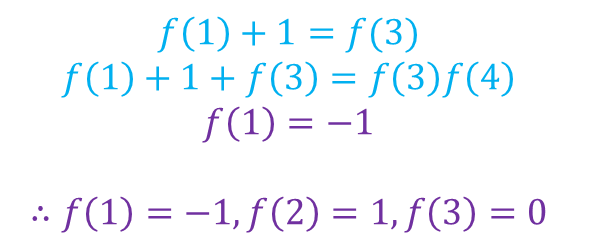 f(1) + 1 = f(3)
f(1) + 1 + f(3) = f(3)f(4)
f(1) = −1
∴ f(1) = −1, f(2) = 1, f(3) = 0